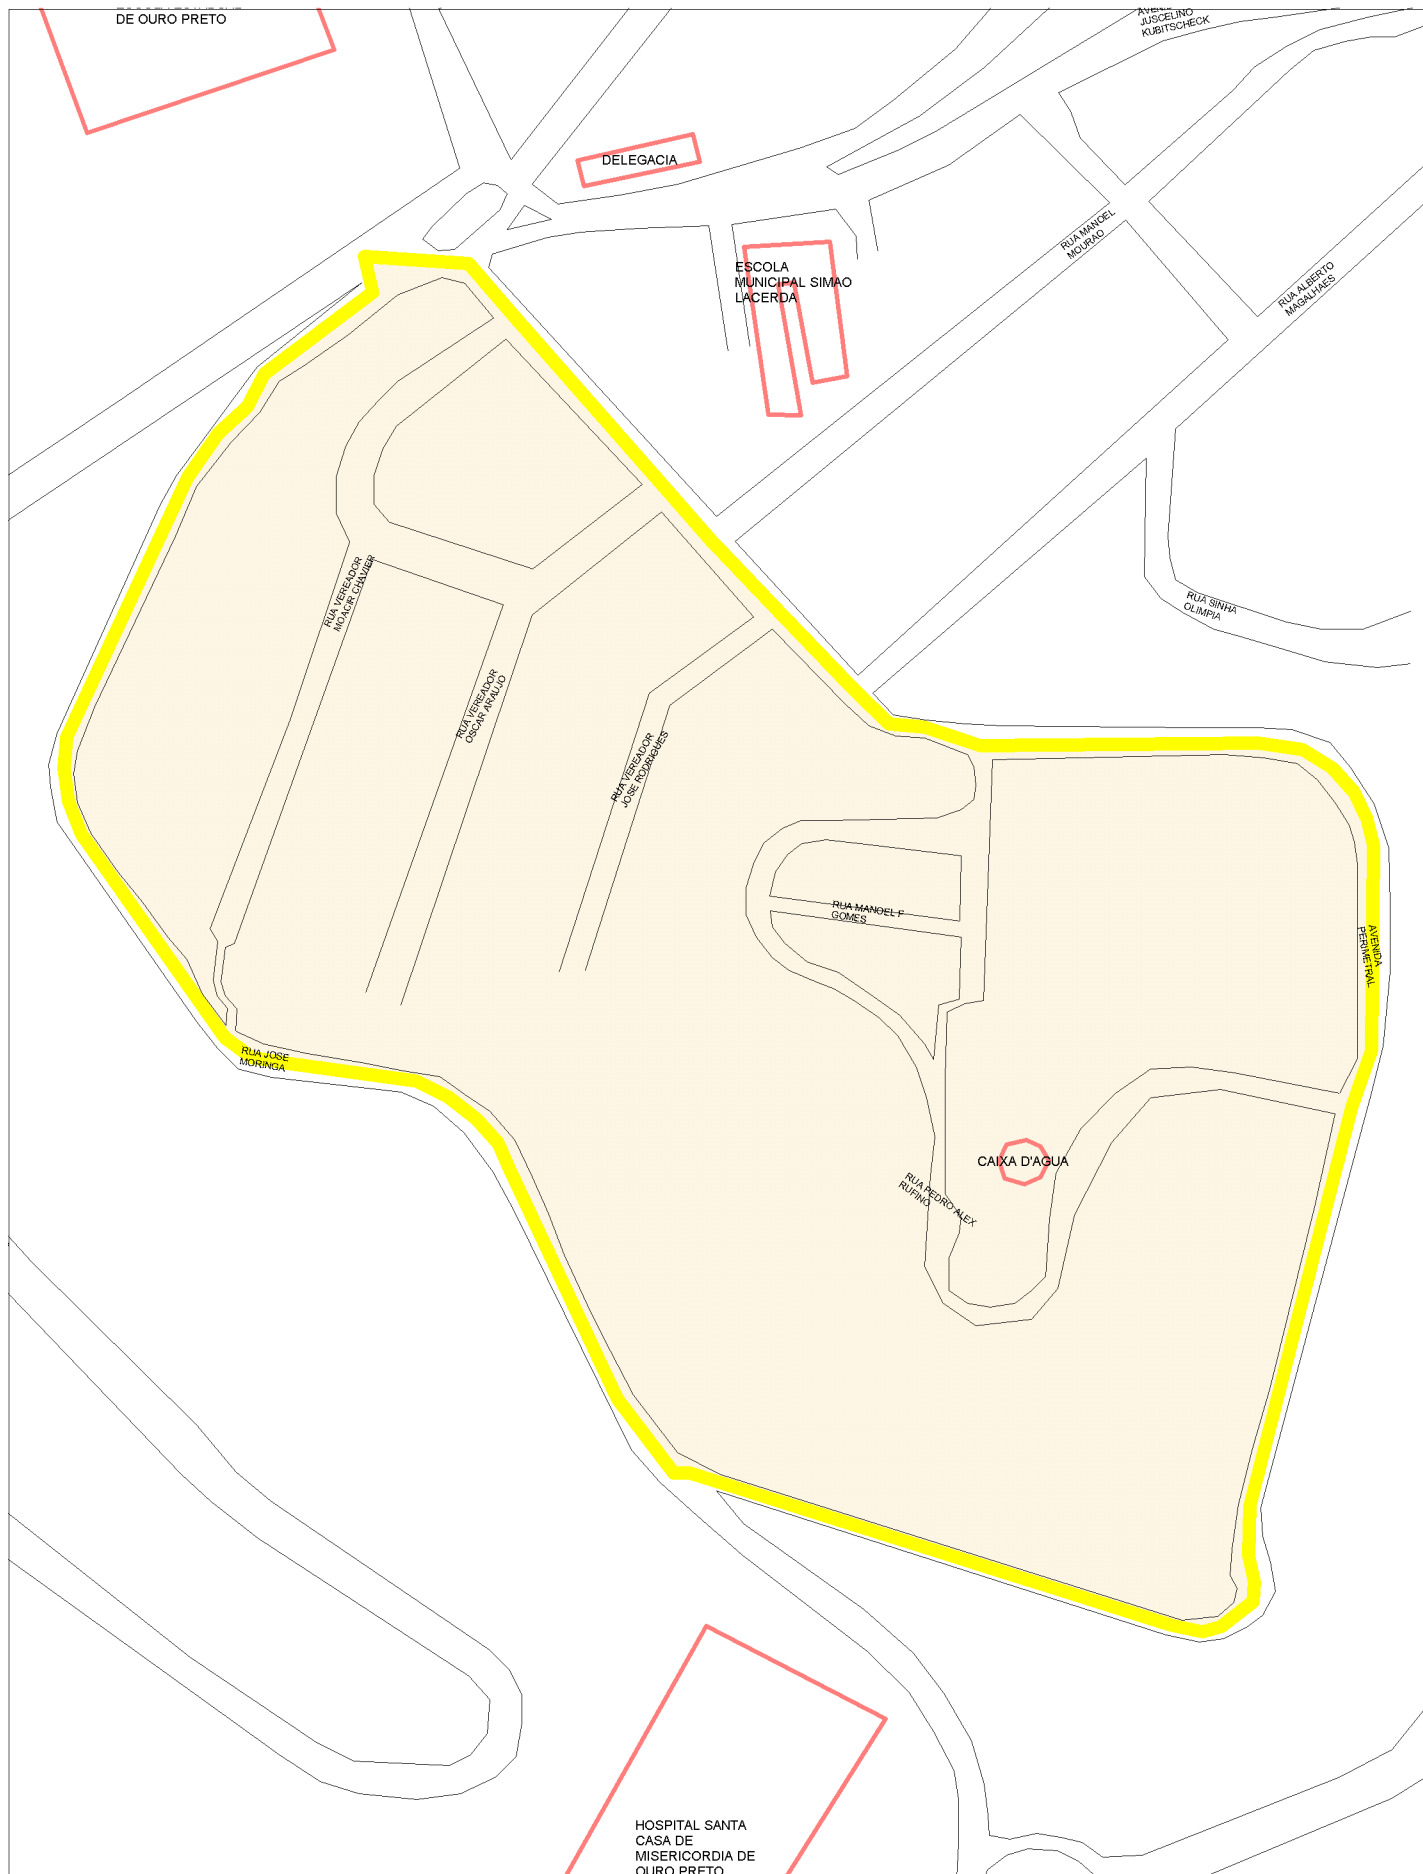 DE OURO PRETO
JUSCELINO
KUBITSCHECK
DELEGACIA
RUA MANOEL
MOURAO
ESCOLA
MUNICIPAL SIMAO
LACERDA
RUA ALBERTO
MAGALHAES
RUA VEREADOR
MOACIR CHAVIER
RUA SINHA
OLIMPIA
RUA VEREADOR
OSCAR ARAUJO
RUA VEREADOR
JOSE RODRIGUES
RUA MANOEL F
GOMES
AVENIDA
PERIMETRAL
RUA JOSE
MORINGA
CAIXA D'AGUA
RUA PEDRO ALEX
RUFINO
HOSPITAL SANTA
CASA DE
MISERICORDIA DE
OURO PRETO